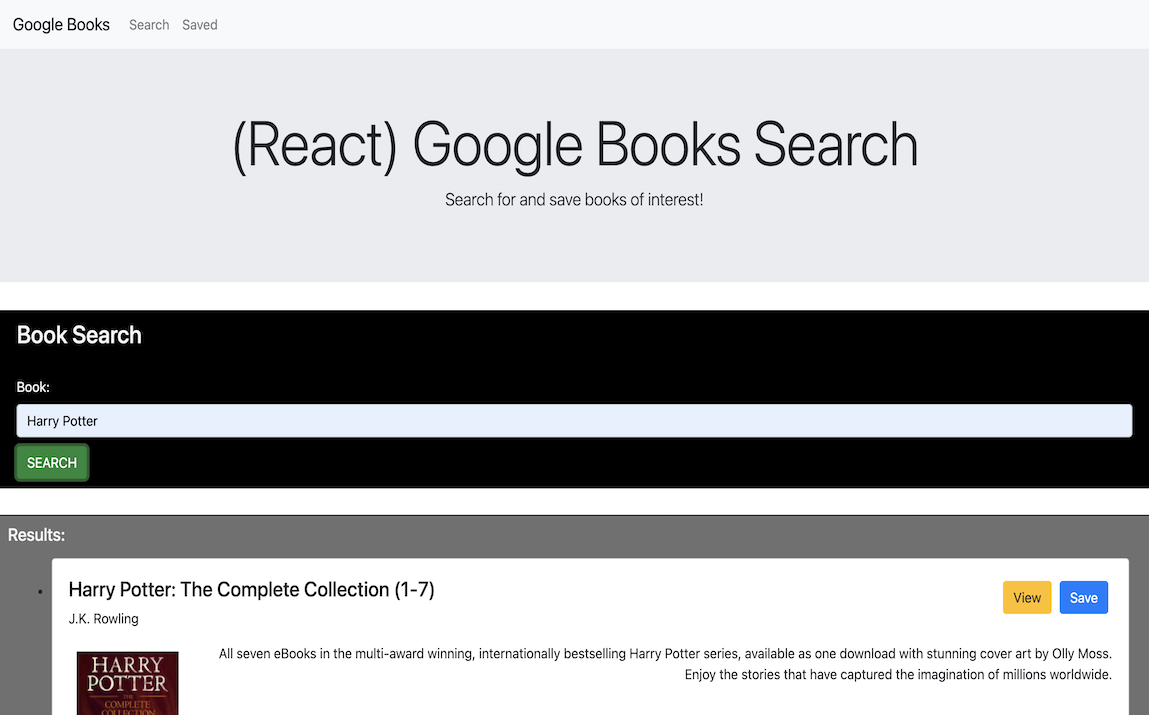 Google Books Search Saved
(React) Google Books Search
Search for and save books of interest!
Book Search
Book:
Harry Potter
SEARCH
Results:
Harry Potter: The Complete Collection (1-7)
View Save
J.K. Rowling
All seven eBooks in the multi-award winning, internationally bestselling Harry Potter series, available as one download with stunning cover art by Olly Moss.
Enjoy the stories that have captured the imagination of millions worldwide.
HARRY
POTTER
THE
COMPLETE
COLLECTION